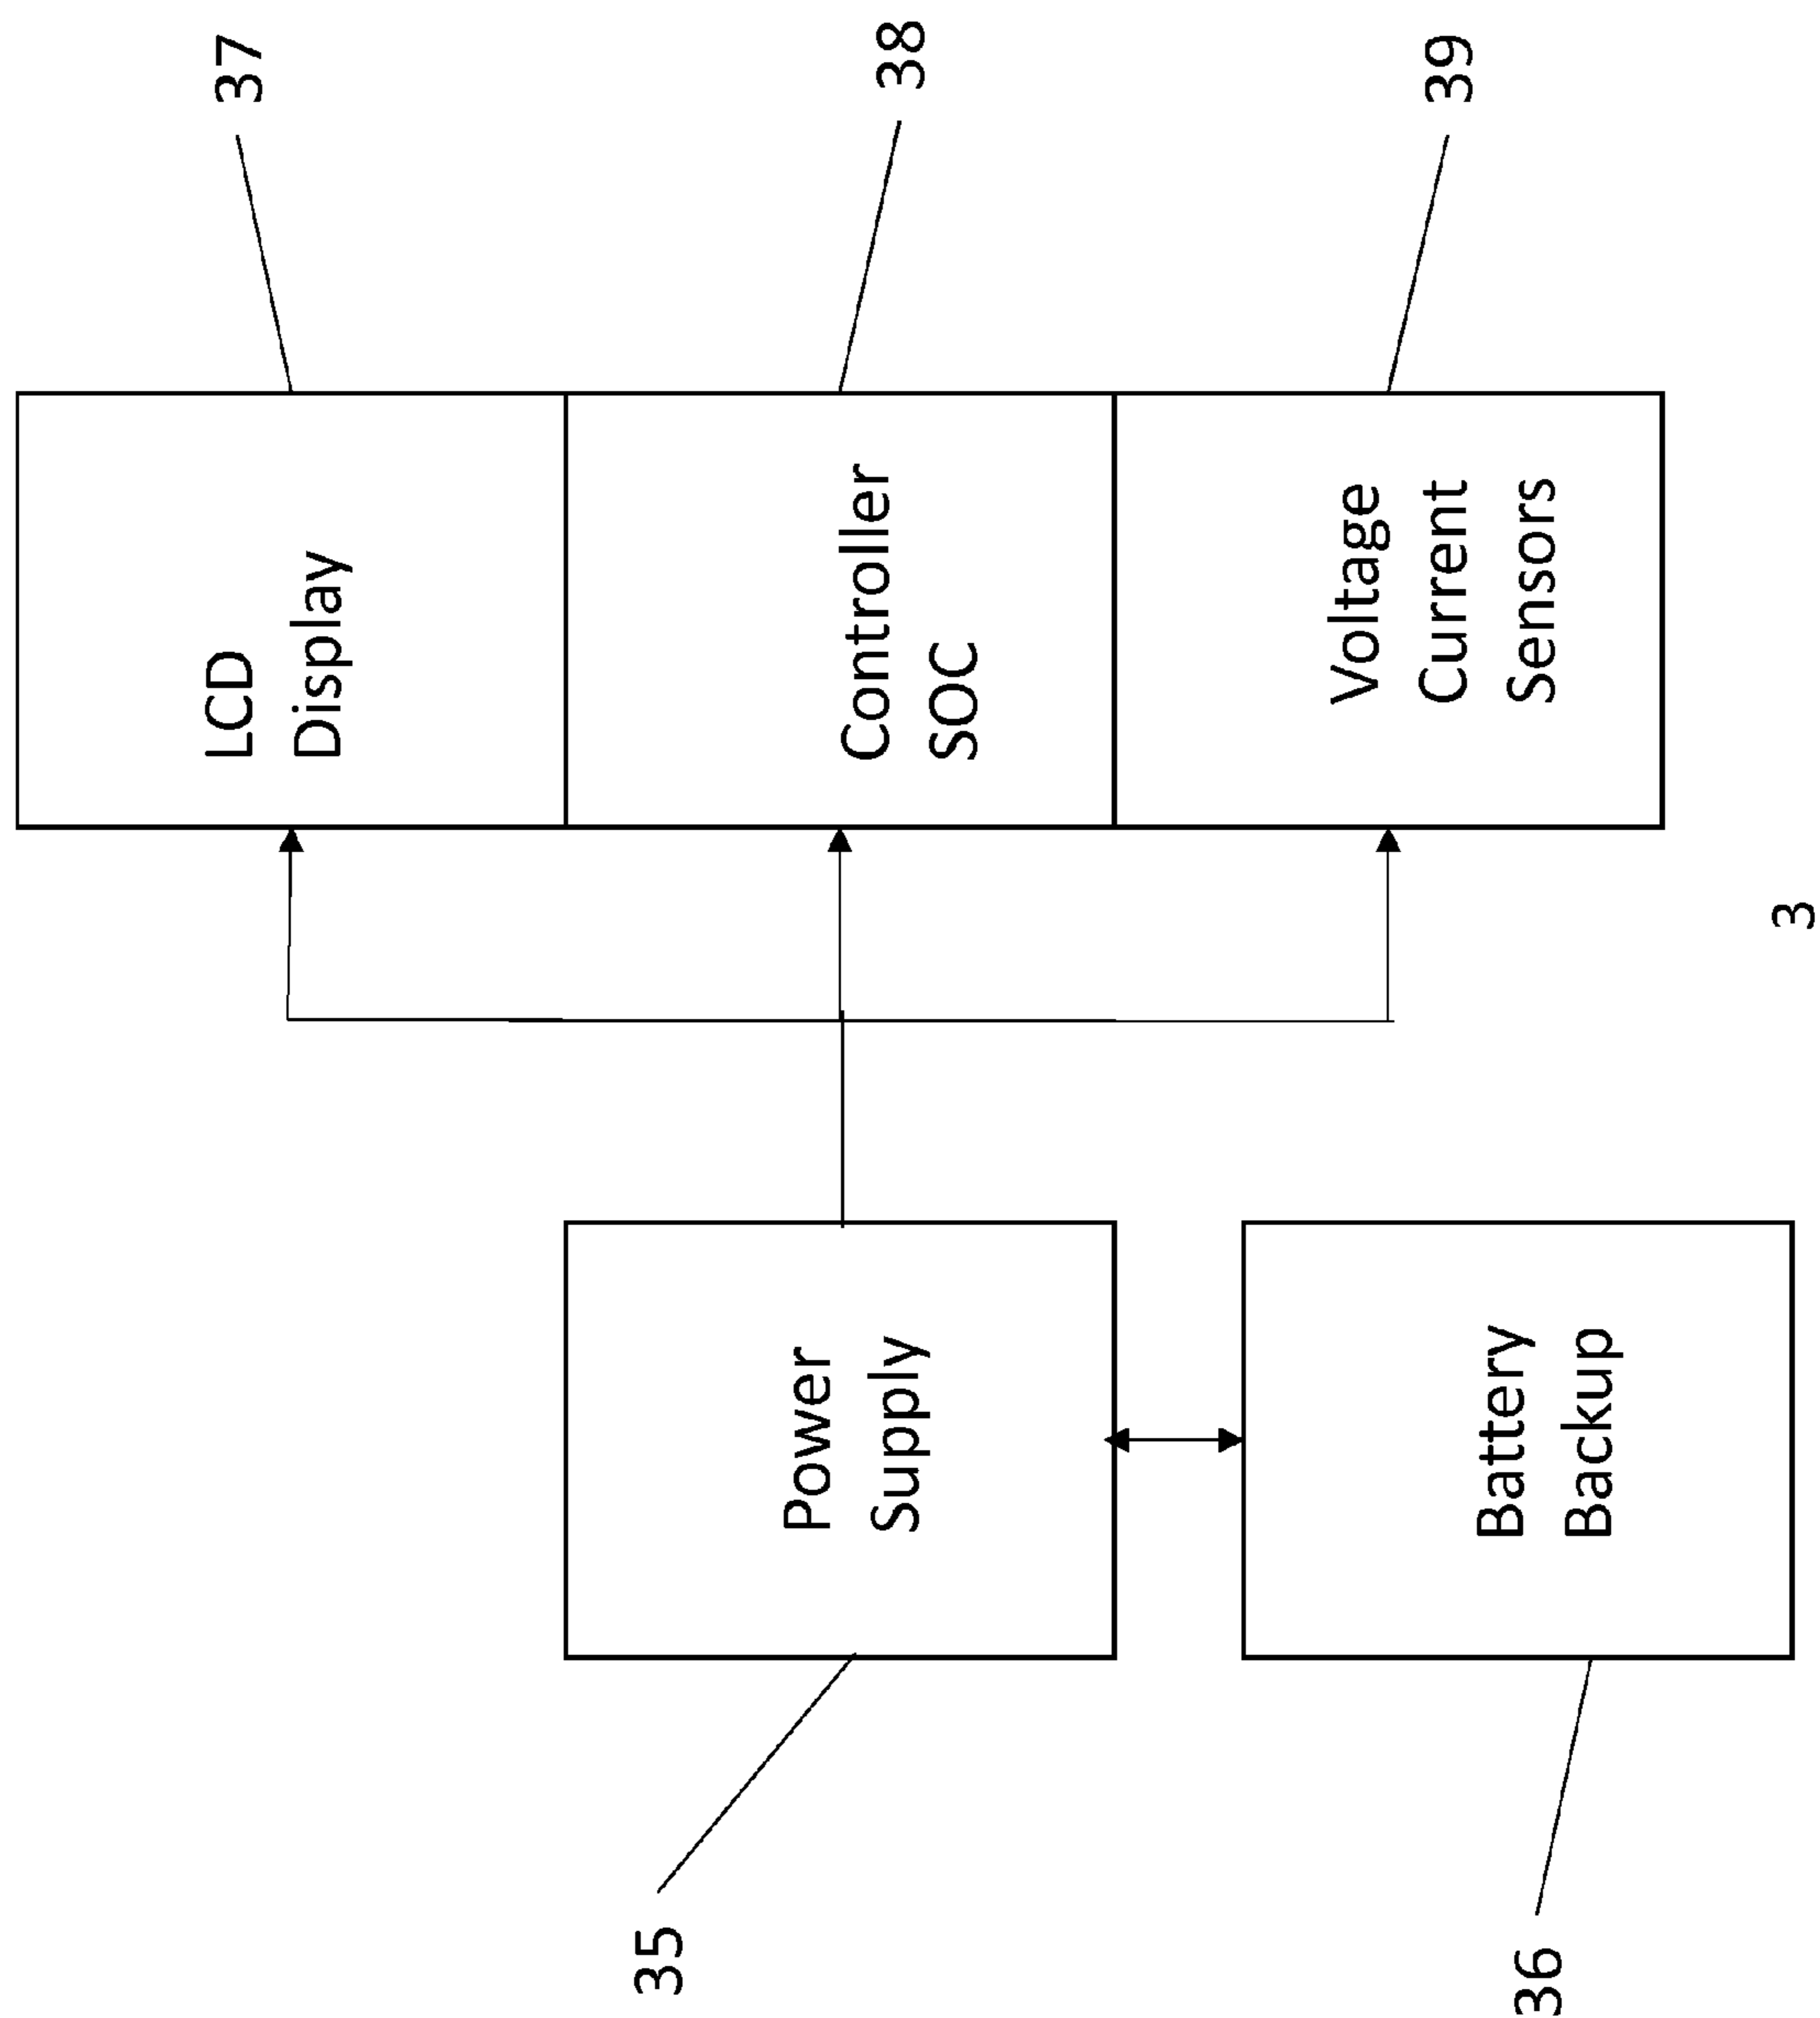 37
LCD
Display
38
Controller
SOC
39
Voltage
Current
Sensors
35
Power
Supply
36
Battery
Backup
3